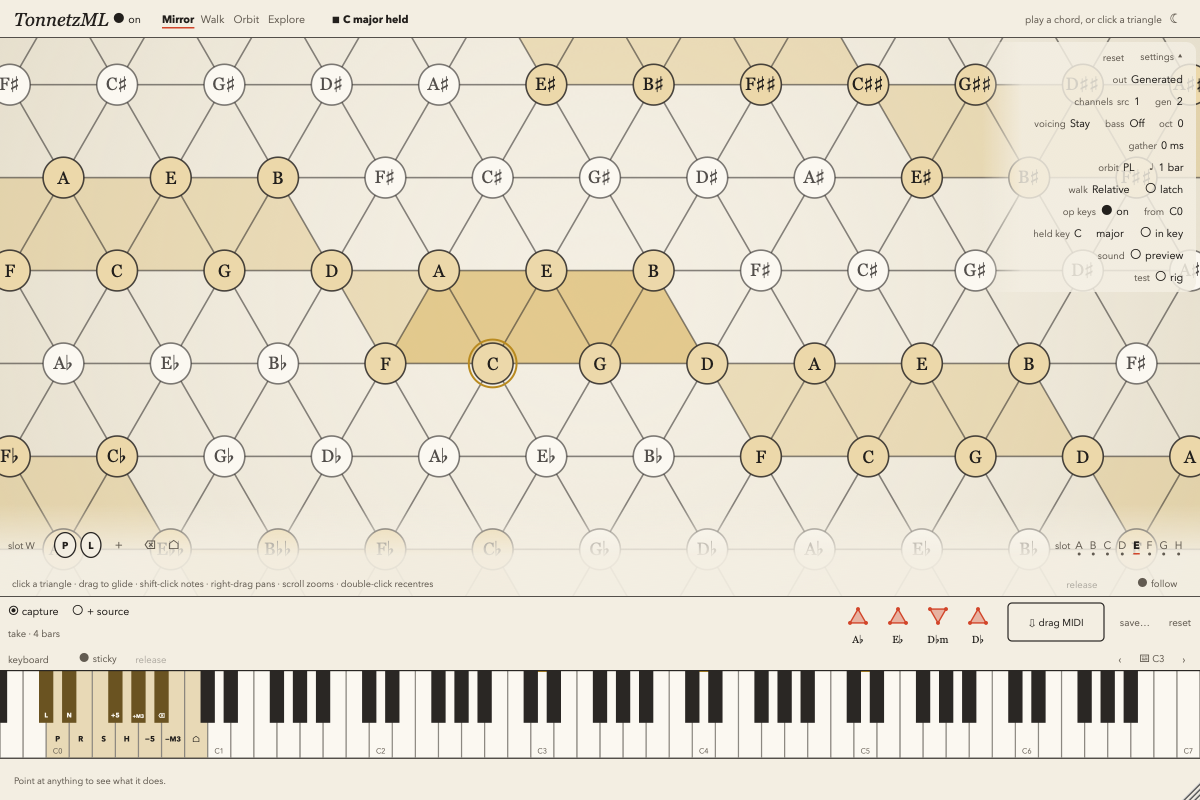 TonnetzML on Mirror Walk Orbit Explore C major held play a chord, or click a triangle
reset settings
F♯ C♯ G♯ D♯ A♯ E♯ B♯ F♯♯ C♯♯ G♯♯ D♯♯ A♯♯
out Generated
channels src 1 gen 2
voicing Stay bass Off oct 0
gather 0 ms
A E B F♯ C♯ G♯ D♯ A♯ E♯ B♯ F♯♯
orbit PL 1 bar
walk Relative latch
op keys on from C0
held key C major in key
sound preview
F C G D A E B F♯ C♯ G♯ D♯ A♯
test rig
A♭ E♭ B♭ F C G D A E B F♯
F♭ C♭ G♭ D♭ A♭ E♭ B♭ F C G D A
slot W P L + slot A B C D E F G H
E♭♭ B♭♭ F♭ C♭ G♭ D♭ A♭ E♭ B♭
click a triangle · drag to glide · shift-click notes · right-drag pans · scroll zooms · double-click recentres release follow
capture + source
take · 4 bars
A♭ E♭ D♭m D♭ drag MIDI save... reset
keyboard sticky release ‹ C3 ›
L N +5 +M3
P R S H −5 −M3
C0 C1 C2 C3 C4 C5 C6 C7
Point at anything to see what it does.